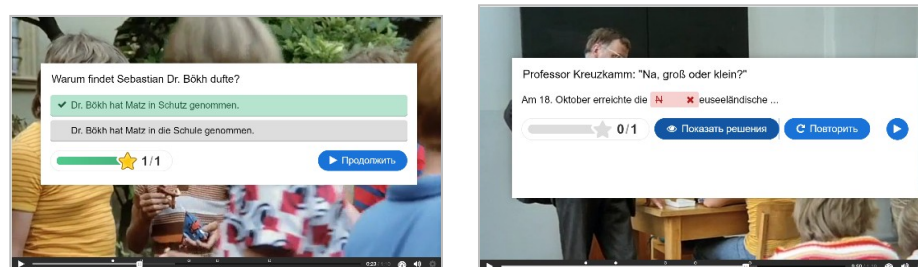 Warum findet Sebastian Dr. Bökh dufte?
✔ Dr. Bökh hat Matz in Schutz genommen.
Dr. Bökh hat Matz in die Schule genommen.
1/1
Продолжить
0:23
Professor Kreuzkamm: "Na, groß oder klein?"
Am 18. Oktober erreichte die N ✖ euseeländische ...
0/1
Показать решения
Повторить